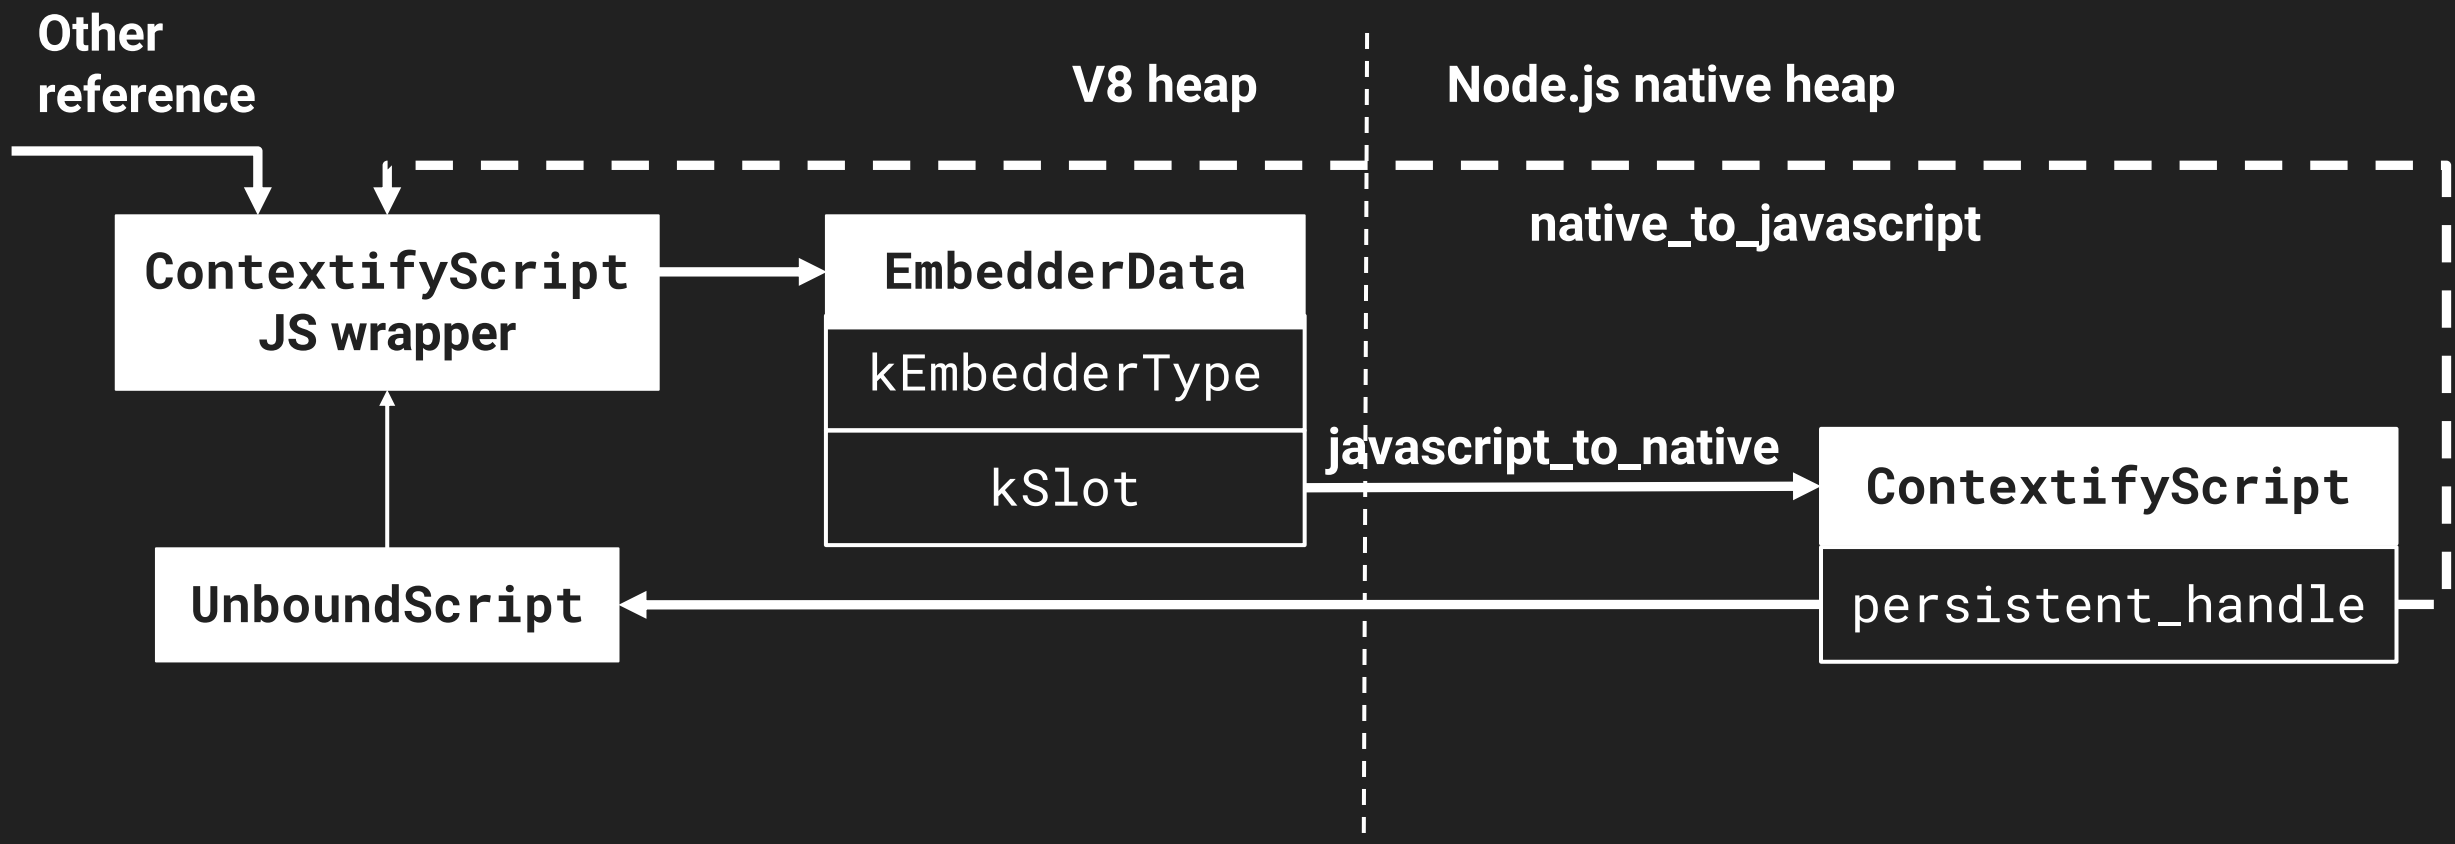 Other
reference
V8 heap
Node.js native heap
native_to_javascript
ContextifyScript
JS wrapper
EmbedderData
kEmbedderType
kSlot
javascript_to_native
ContextifyScript
persistent_handle
UnboundScript